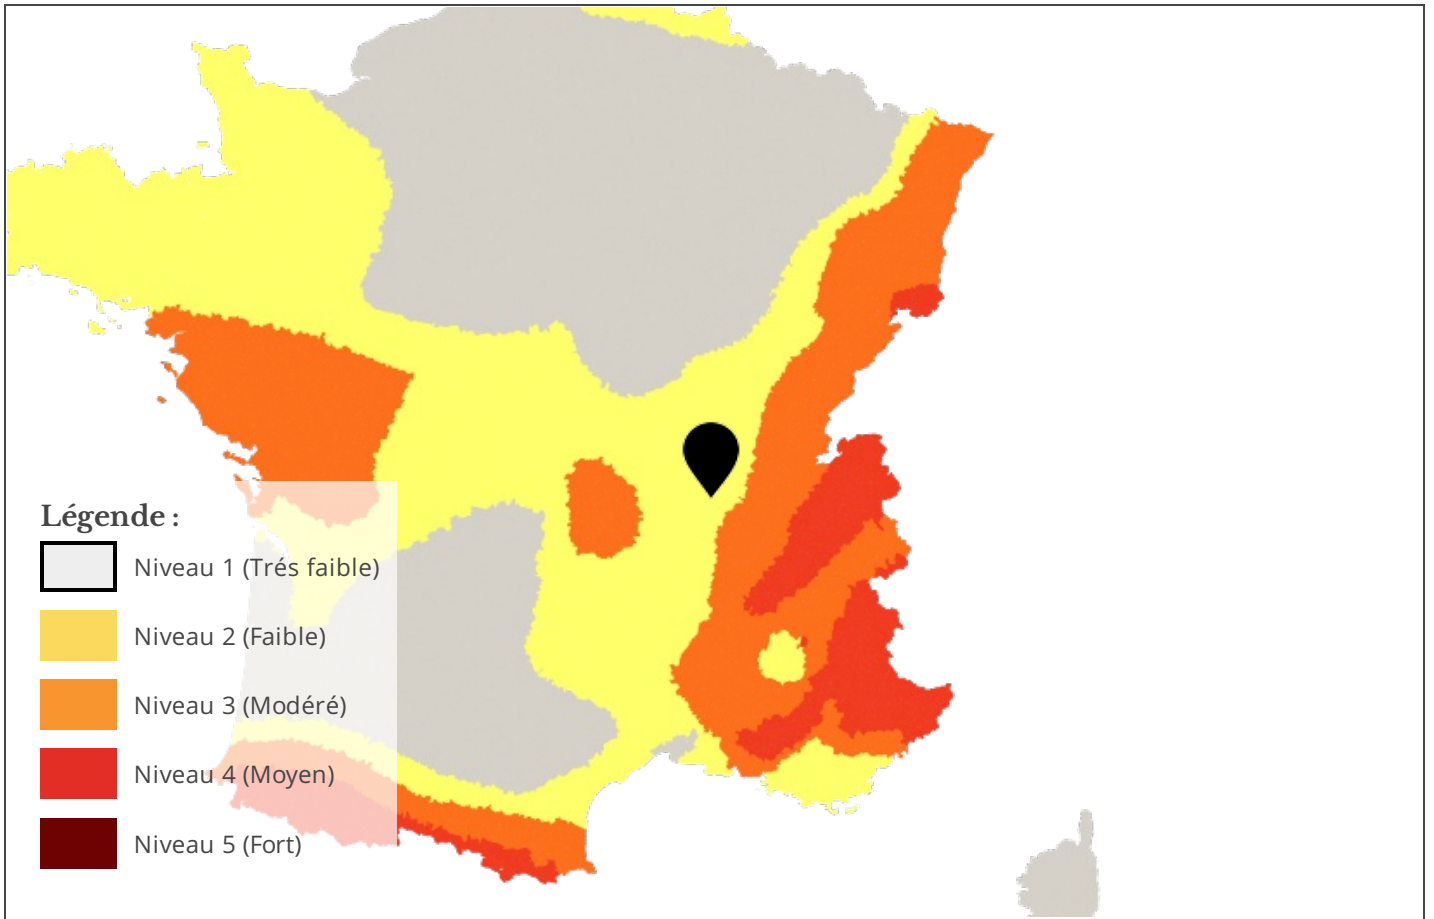 Légende :
Niveau 1 (Trés faible)
Niveau 2 (Faible)
Niveau 3 (Modéré)
Niveau 4 (Moyen)
Niveau 5 (Fort)